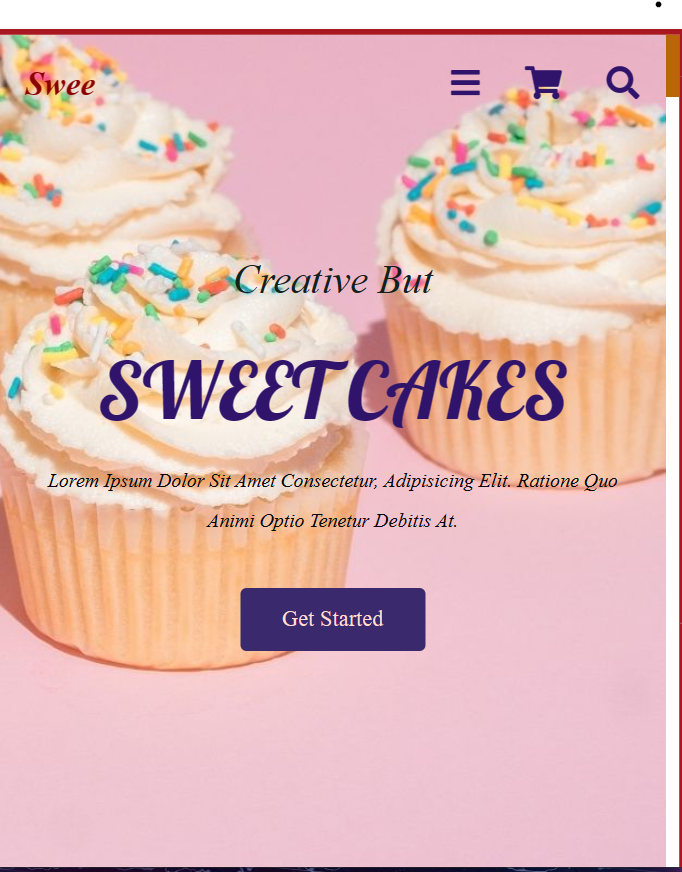 Swee
Creative But
SWEET CAKES
Lorem Ipsum Dolor Sit Amet Consectetur, Adipisicing Elit. Ratione Quo
Animi Optio Tenetur Debitis At.
Get Started